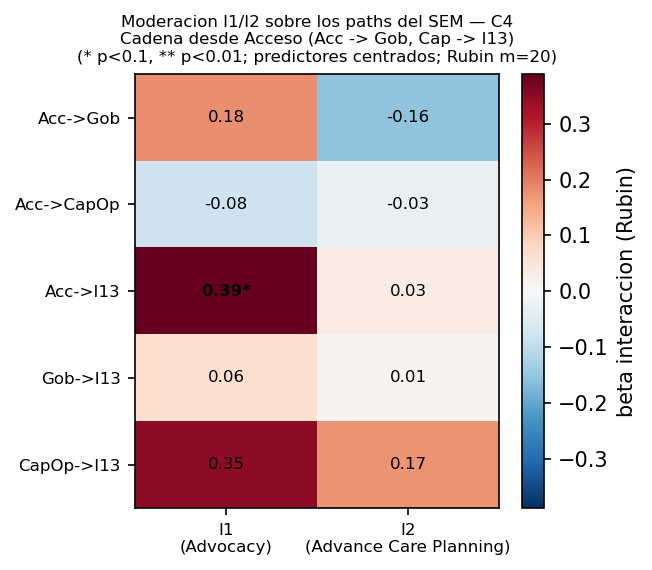 Moderacion I1/I2 sobre los paths del SEM — C4
Cadena desde Acceso (Acc -> Gob, Cap -> I13)
(* p<0.1, ** p<0.01; predictores centrados; Rubin m=20)
Acc->Gob
0.18
-0.16
Acc->CapOp
-0.08
-0.03
Acc->I13
0.39*
0.03
Gob->I13
0.06
0.01
CapOp->I13
0.35
0.17
I1
(Advocacy)
I2
(Advance Care Planning)
0.3
0.2
0.1
0.0
−0.1
−0.2
−0.3
beta interaccion (Rubin)